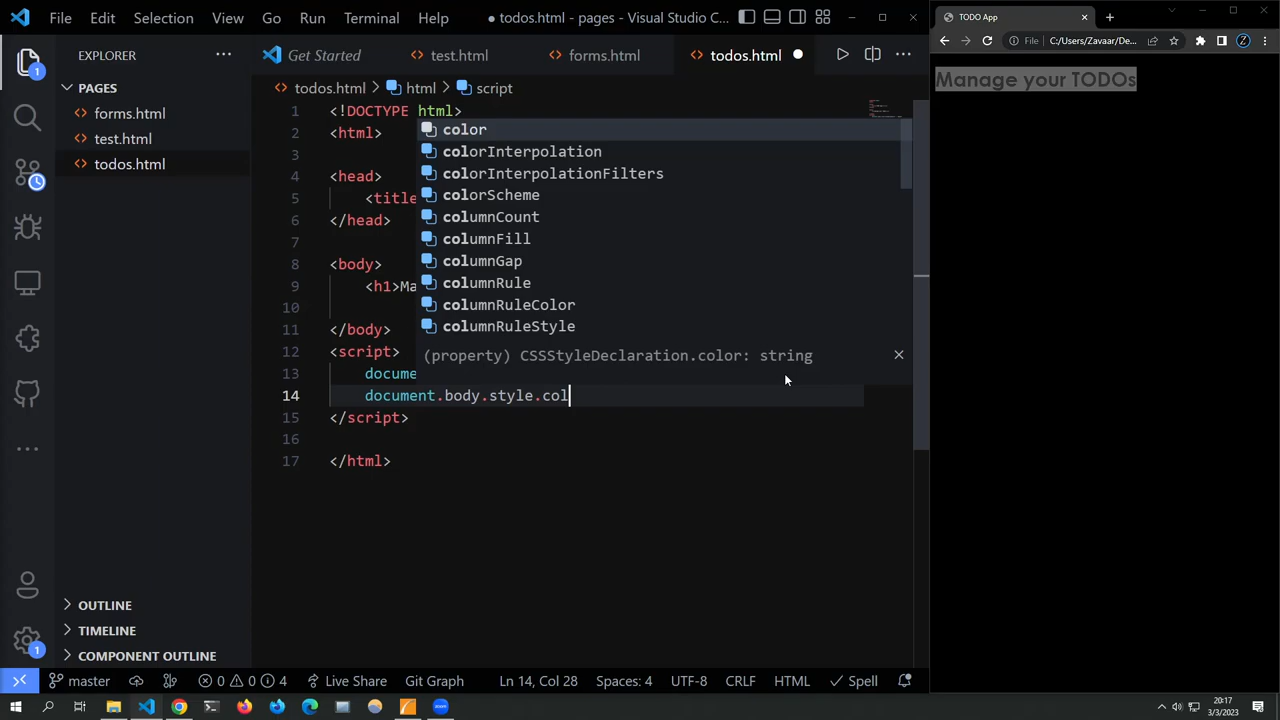 File Edit Selection View Go Run Terminal Help ● todos.html - pages - Visual Studio C...
TODO App
EXPLORER
Get Started test.html forms.html todos.html
File C:/Users/Zavaar/De...
PAGES
todos.html > html > script
Manage your TODOs
forms.html
test.html
todos.html
1 <!DOCTYPE html>
2 <html>
3
4 <head>
5 <title
6 </head>
7
8 <body>
9 <h1>Ma
10
11 </body>
12 <script>
13 docume
14 document.body.style.col
15 </script>
16
17 </html>
color
colorInterpolation
colorInterpolationFilters
colorScheme
columnCount
columnFill
columnGap
columnRule
columnRuleColor
columnRuleStyle
(property) CSSStyleDeclaration.color: string
1
1
OUTLINE
TIMELINE
COMPONENT OUTLINE
master 0 0 4 Live Share Git Graph Ln 14, Col 28 Spaces: 4 UTF-8 CRLF HTML Spell
20:17
3/3/2023